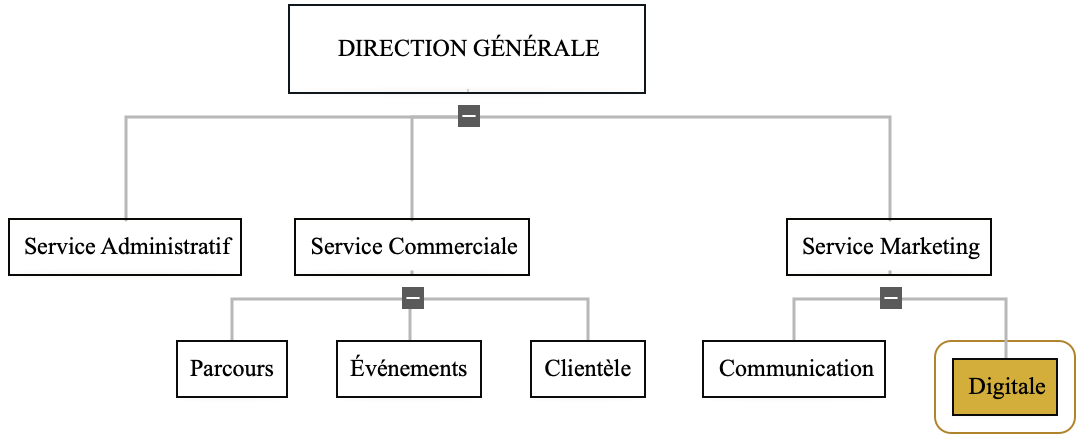 DIRECTION GÉNÉRALE
Service Administratif
Service Commerciale
Service Marketing
Parcours
Événements
Clientèle
Communication
Digitale